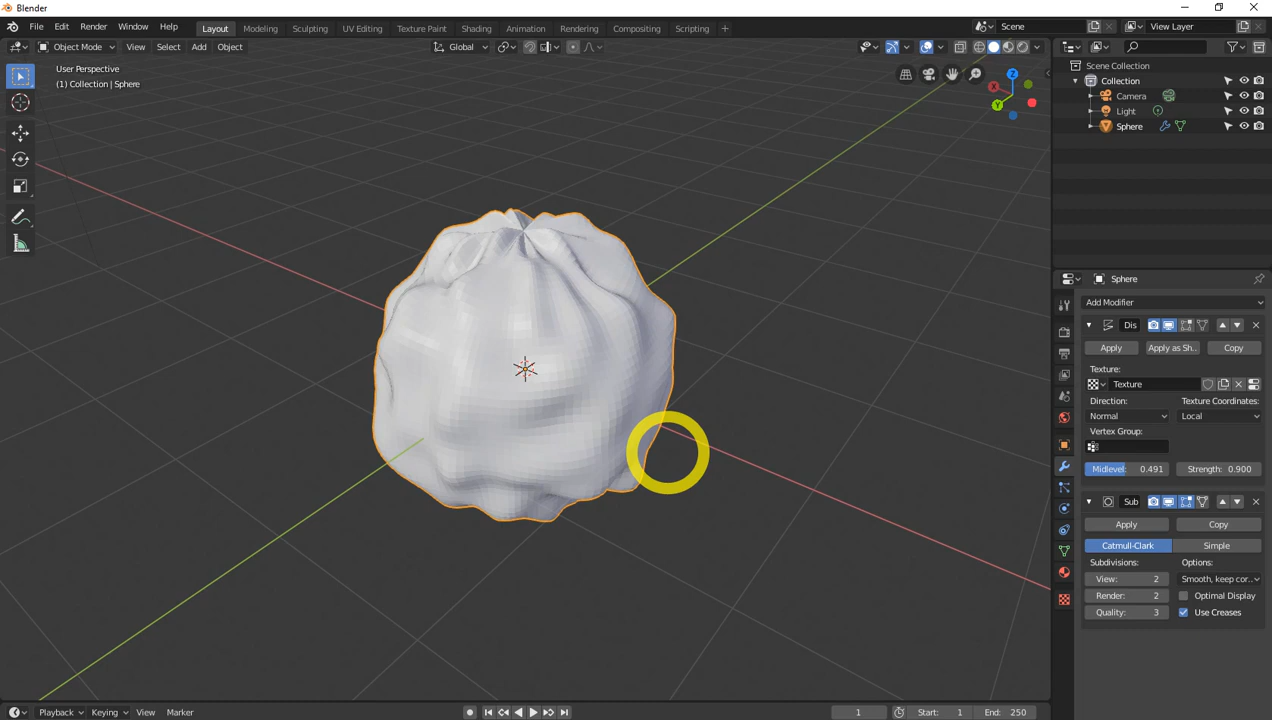 Blender
File Edit Render Window Help
Layout Modeling Sculpting UV Editing Texture Paint Shading Animation Rendering Compositing Scripting +
Scene
View Layer
Object Mode View Select Add Object
Global
User Perspective
(1) Collection | Sphere
X
Y
Z
Scene Collection
Collection
Camera
Light
Sphere
Sphere
Add Modifier
Dis
Apply Apply as Sh.. Copy
Texture:
Texture
Direction: Texture Coordinates:
Normal Local
Vertex Group:
Midlevel: 0.491 Strength: 0.900
Sub
Apply Copy
Catmull-Clark Simple
Subdivisions: Options:
View: 2 Smooth, keep cor..
Render: 2 Optimal Display
Quality: 3 Use Creases
Playback Keying View Marker
1 Start: 1 End: 250